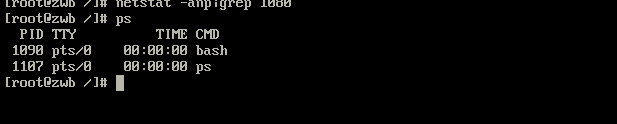 [root@zwb /]# netstat -anp|grep 1080
[root@zwb /]# ps
  PID TTY          TIME CMD
 1090 pts/0    00:00:00 bash
 1107 pts/0    00:00:00 ps
[root@zwb /]#